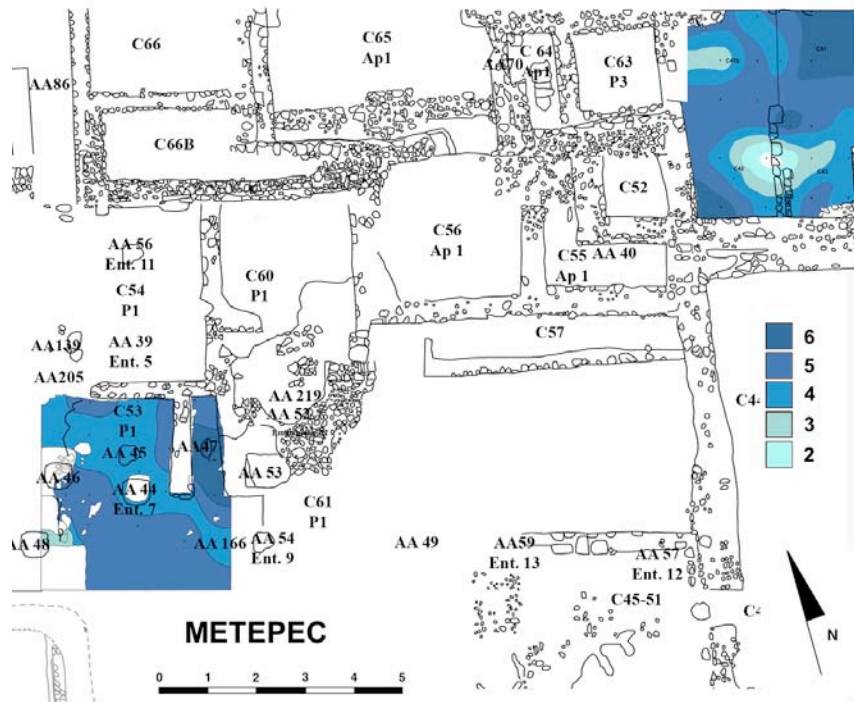 C66
C65
Ap1
AA70
C 64
Ap1
C63
P3
AA86
C66B
C52
C56
Ap 1
C55
AA 40
Ap 1
AA 56
Ent. 11
C54
P1
C60
P1
C57
AA139
AA 39
Ent. 5
AA205
6
5
4
3
2
C53
P1
AA 219
AA 52
AA 45
AA47
AA 46
AA 44
Ent. 7
AA 53
C61
P1
AA 48
AA 166
AA 54
Ent. 9
AA 49
AA59
Ent. 13
AA 57
Ent. 12
C45-51
METEPEC
N
0 1 2 3 4 5